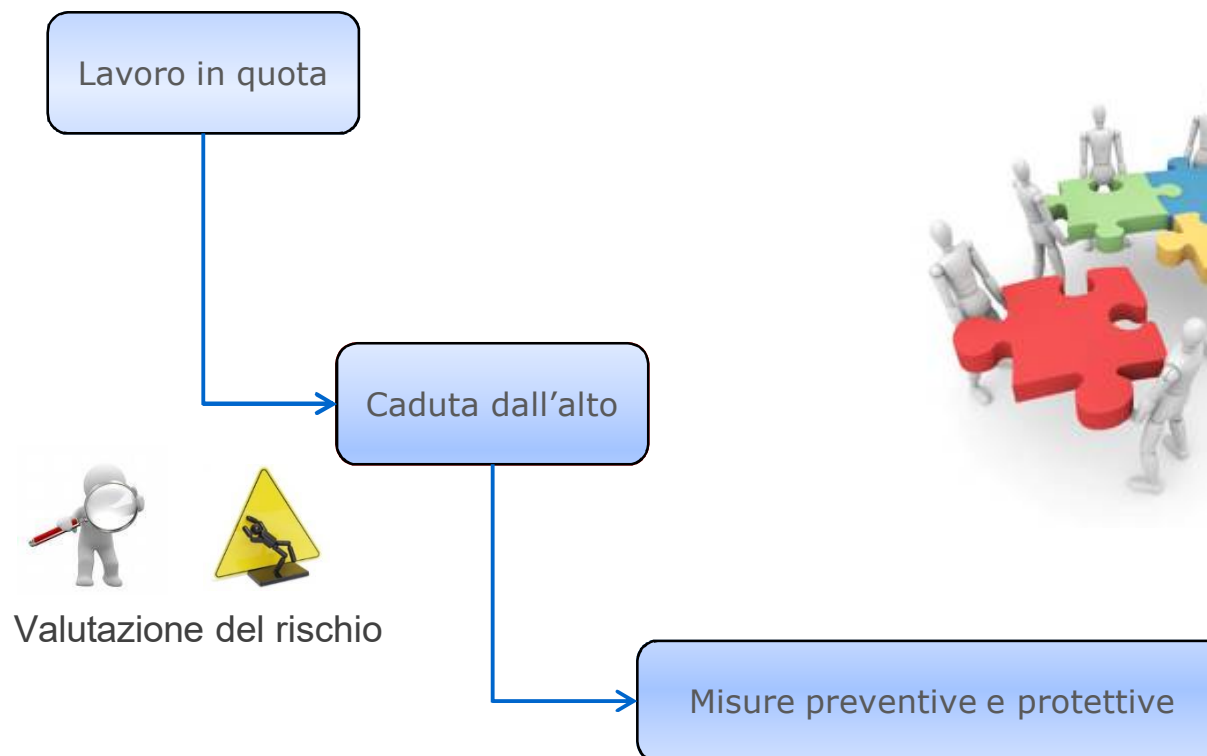 Lavoro in quota
Caduta dall’alto
Valutazione del rischio
Misure preventive e protettive